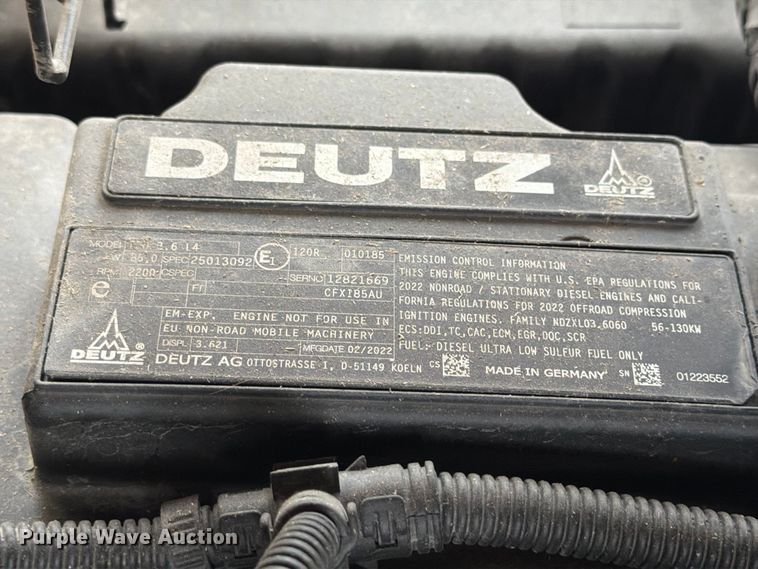 DEUTZ
DEUTZ ®
MODEL 3.6 L4
KW 85,0 SPEC 25013092 E1 120R 010185
RPM 2200 CSPEC SERNO 12821669
e FT CFXI85AU
EM-EXP. ENGINE NOT FOR USE IN
EU NON-ROAD MOBILE MACHINERY
DISPL 3.621 MFGDATE 02/2022
DEUTZ
DEUTZ AG OTTOSTRASSE 1, D-51149 KOELN
EMISSION CONTROL INFORMATION
THIS ENGINE COMPLIES WITH U.S. EPA REGULATIONS FOR
2022 NONROAD / STATIONARY DIESEL ENGINES AND CALI-
FORNIA REGULATIONS FOR 2022 OFFROAD COMPRESSION
IGNITION ENGINES. FAMILY NDZXL03.6060 56-130KW
ECS: DDI,TC,CAC,ECM,EGR,DOC,SCR
FUEL: DIESEL ULTRA LOW SULFUR FUEL ONLY
CS MADE IN GERMANY SN 01223552
Purple Wave Auction